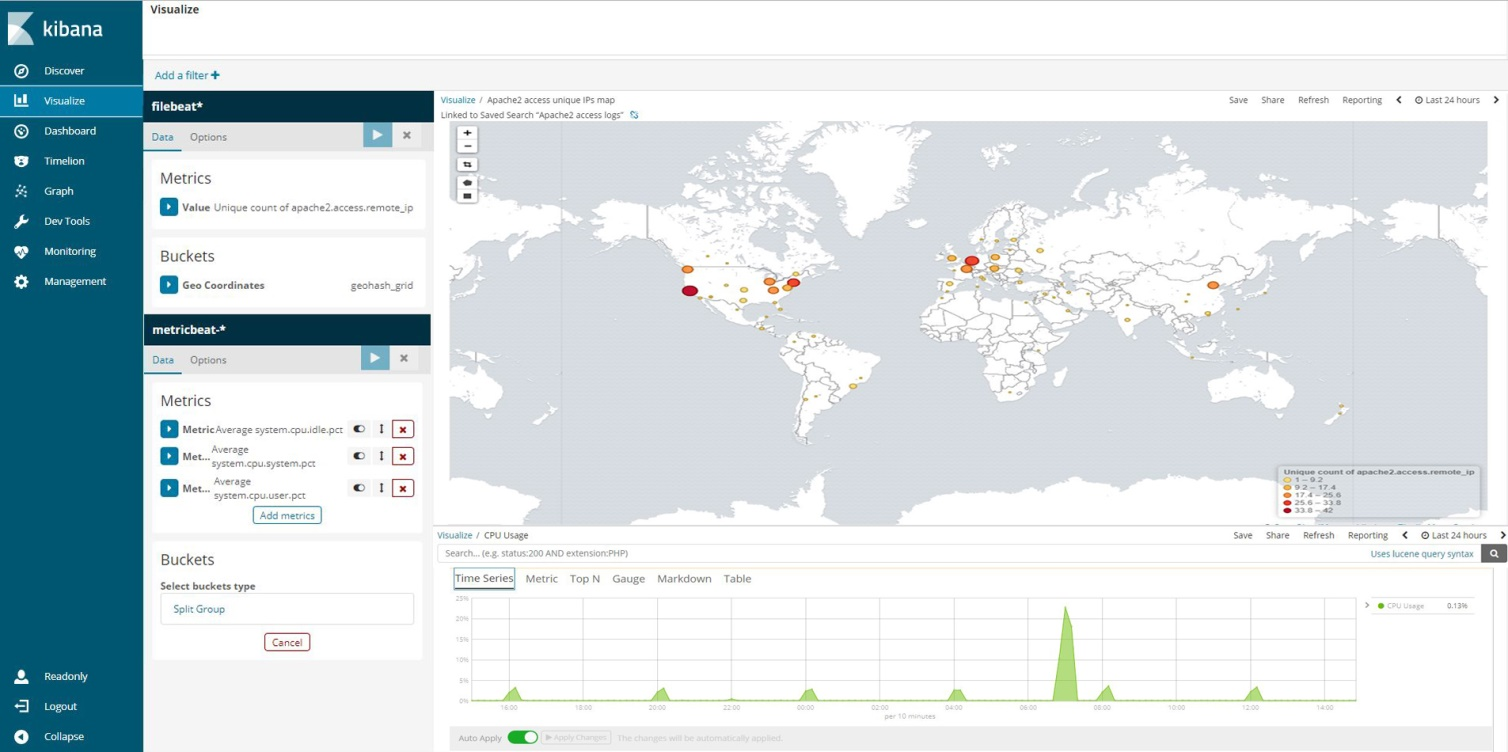 kibana
Discover
Visualize
Dashboard
Timelion
Graph
Dev Tools
Monitoring
Management
Readonly
Logout
Collapse
Visualize
Add a filter +
filebeat*
Data Options
Metrics
Value Unique count of apache2.access.remote_ip
Buckets
Geo Coordinates geohash_grid
metricbeat-*
Data Options
Metrics
Metric Average system.cpu.idle.pct
Met... Average
system.cpu.system.pct
Met... Average
system.cpu.user.pct
Add metrics
Buckets
Select buckets type
Split Group
Cancel
Visualize / Apache2 access unique IPs map
Save Share Refresh Reporting Last 24 hours
Linked to Saved Search "Apache2 access logs"
Unique count of apache2.access.remote_ip
1 – 9.2
9.2 – 17.4
17.4 – 25.6
25.6 – 33.8
33.8 – 42
Visualize / CPU Usage
Save Share Refresh Reporting Last 24 hours
Search... (e.g. status:200 AND extension:PHP)
Uses lucene query syntax
Time Series Metric Top N Gauge Markdown Table
25%
20%
15%
10%
5%
0%
16:00 18:00 20:00 22:00 00:00 02:00 04:00 06:00 08:00 10:00 12:00 14:00
per 10 minutes
CPU Usage 0.13%
Auto Apply Apply Changes The changes will be automatically applied.